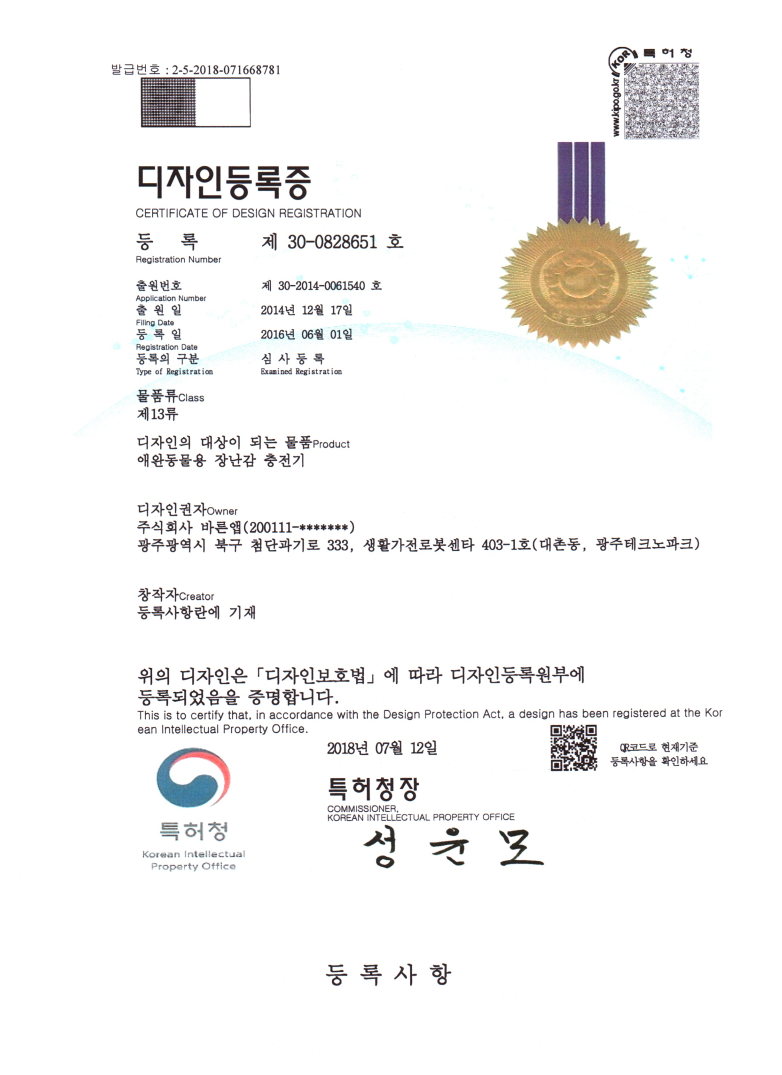 발급번호 : 2-5-2018-071668781
KOR 특허청
www.kipo.go.kr
디자인등록증
CERTIFICATE OF DESIGN REGISTRATION
등 록 제 30-0828651 호
Registration Number
출원번호 제 30-2014-0061540 호
Application Number
출 원 일 2014년 12월 17일
Filing Date
등 록 일 2016년 06월 01일
Registration Date
등록의 구분 심 사 등 록
Type of Registration Examined Registration
물품류Class
제13류
디자인의 대상이 되는 물품Product
애완동물용 장난감 충전기
디자인권자Owner
주식회사 바른앱(200111-*******)
광주광역시 북구 첨단과기로 333, 생활가전로봇센타 403-1호(대촌동, 광주테크노파크)
창작자Creator
등록사항란에 기재
위의 디자인은 「디자인보호법」에 따라 디자인등록원부에
등록되었음을 증명합니다.
This is to certify that, in accordance with the Design Protection Act, a design has been registered at the Kor
ean Intellectual Property Office.
2018년 07월 12일
QR코드로 현재기준
등록사항을 확인하세요
특허청장
COMMISSIONER,
KOREAN INTELLECTUAL PROPERTY OFFICE
성 윤 모
특허청
Korean Intellectual
Property Office
등 록 사 항